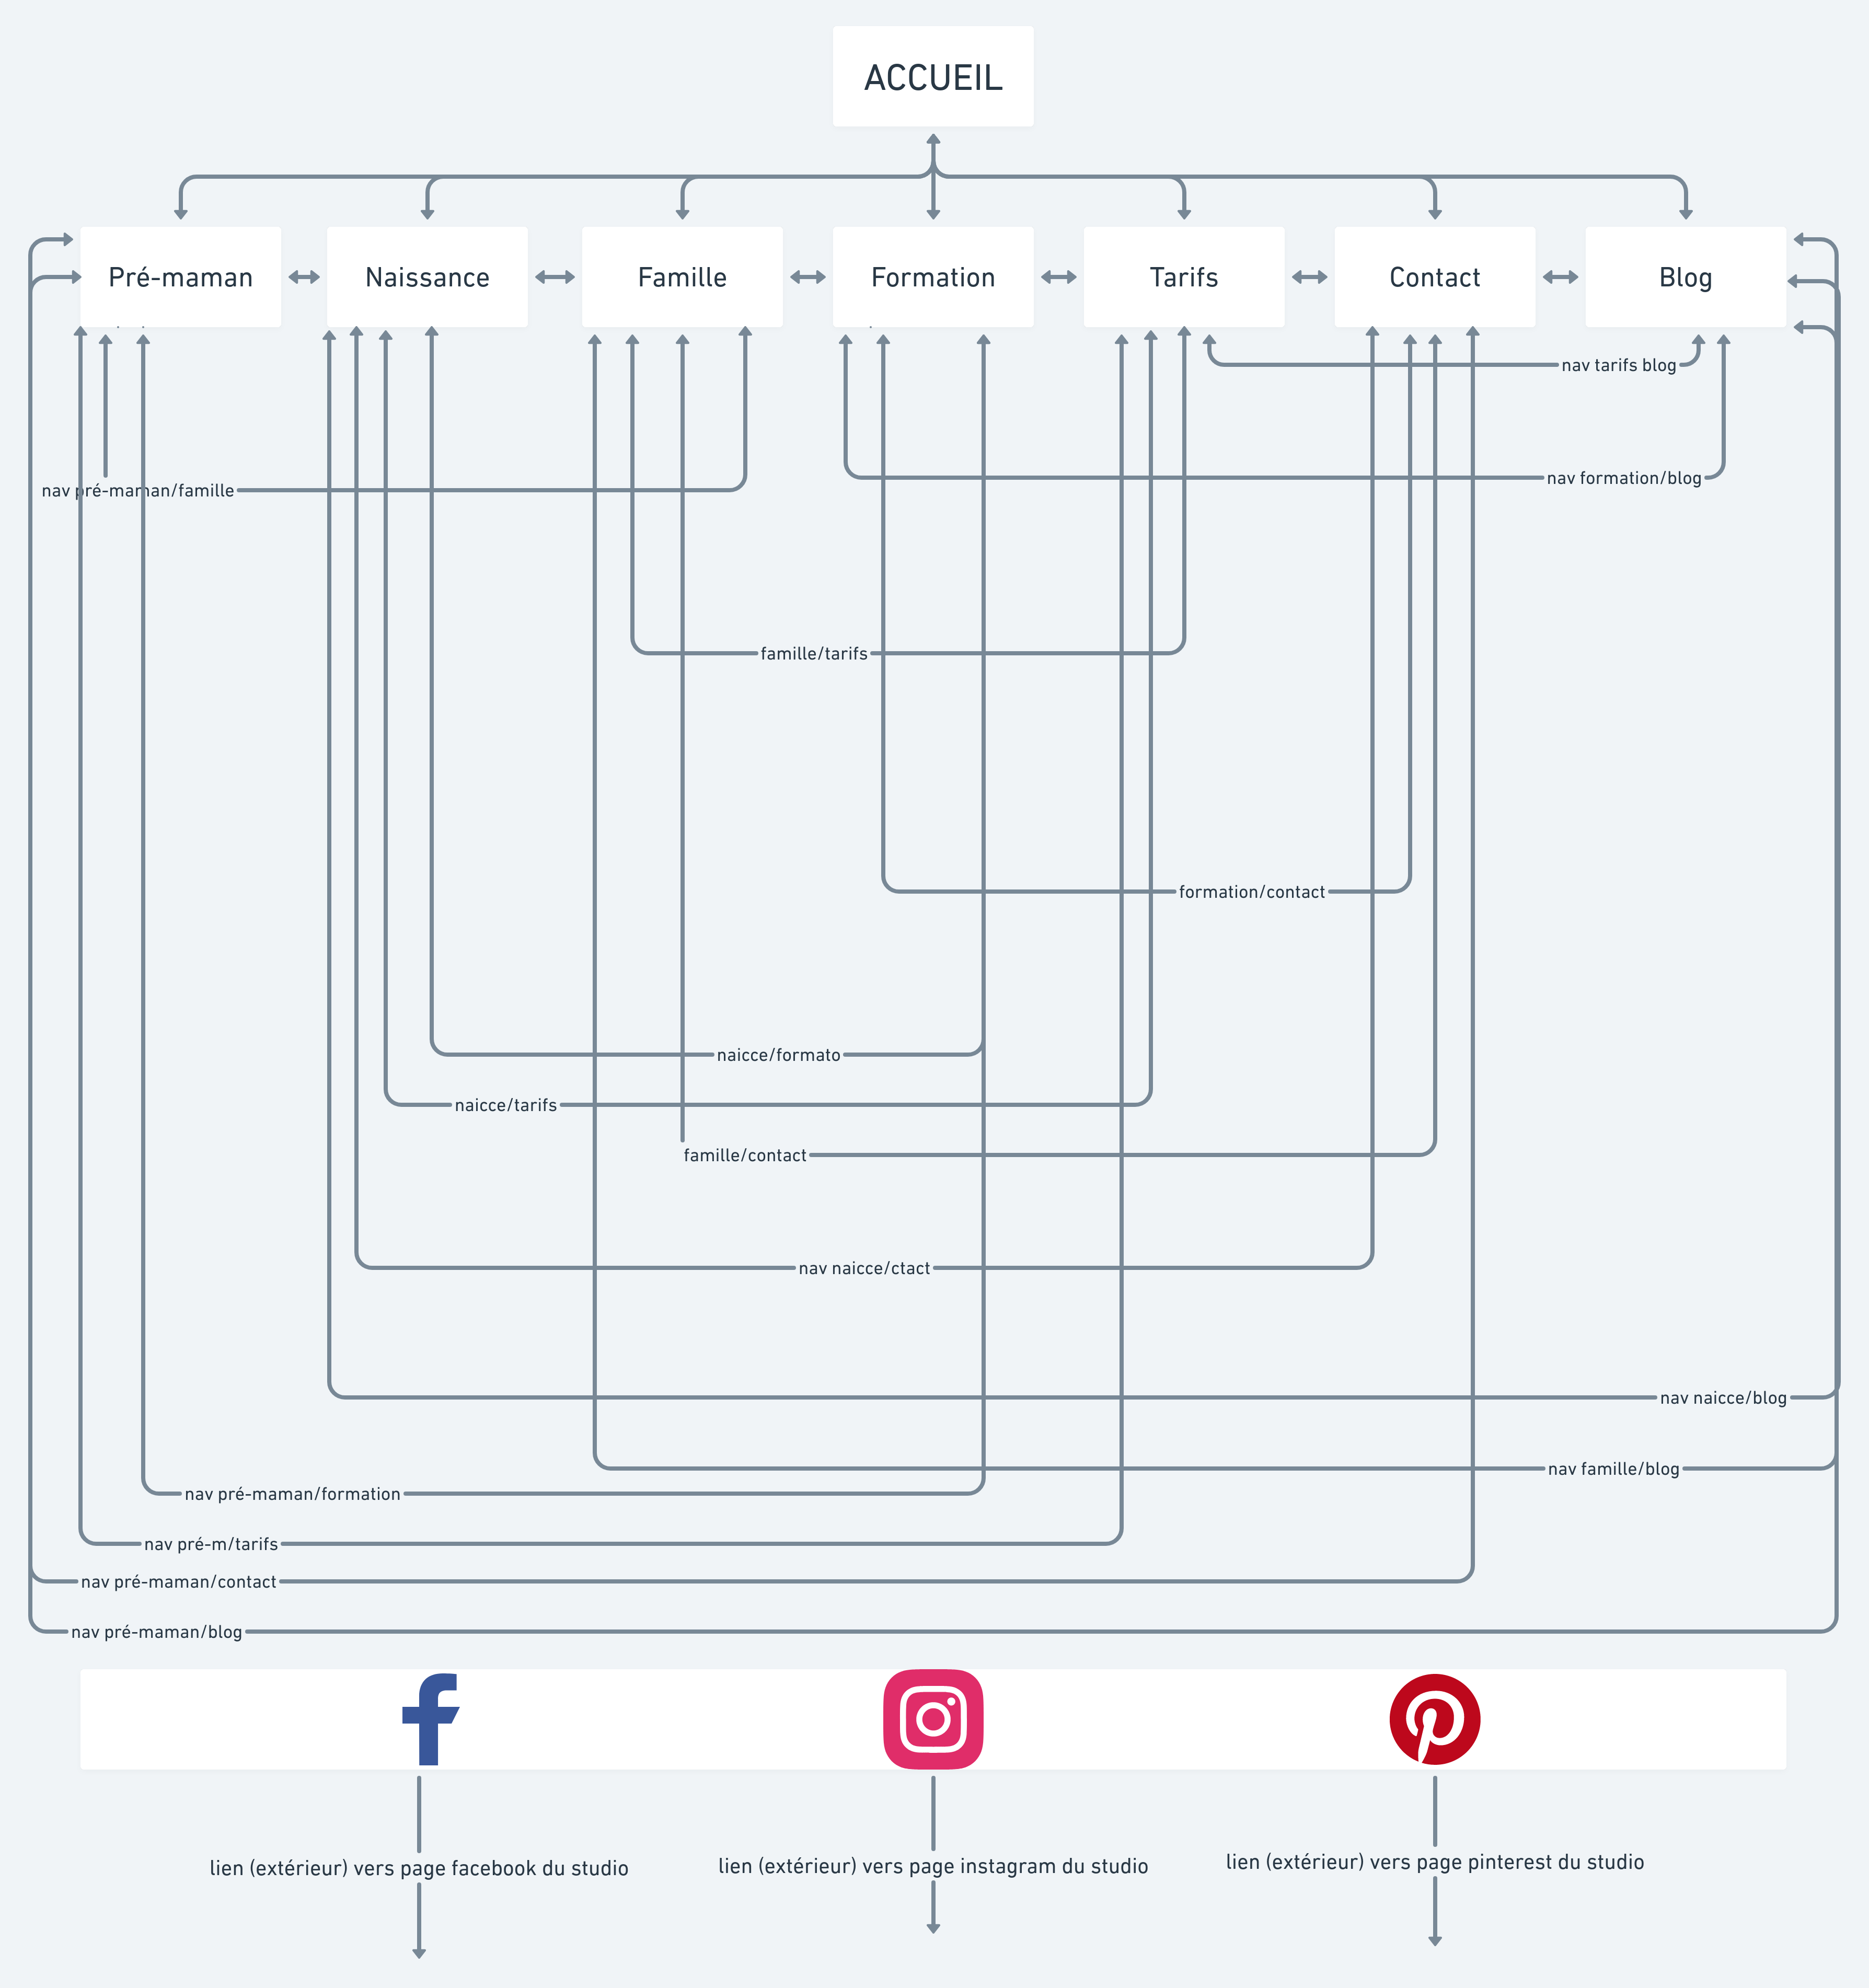 ACCUEIL
Pré-maman
Naissance
Famille
Formation
Tarifs
Contact
Blog
nav tarifs blog
nav formation/blog
nav pré-maman/famille
famille/tarifs
formation/contact
naicce/formato
naicce/tarifs
famille/contact
nav naicce/ctact
nav naicce/blog
nav famille/blog
nav pré-maman/formation
nav pré-m/tarifs
nav pré-maman/contact
nav pré-maman/blog
lien (extérieur) vers page facebook du studio
lien (extérieur) vers page instagram du studio
lien (extérieur) vers page pinterest du studio